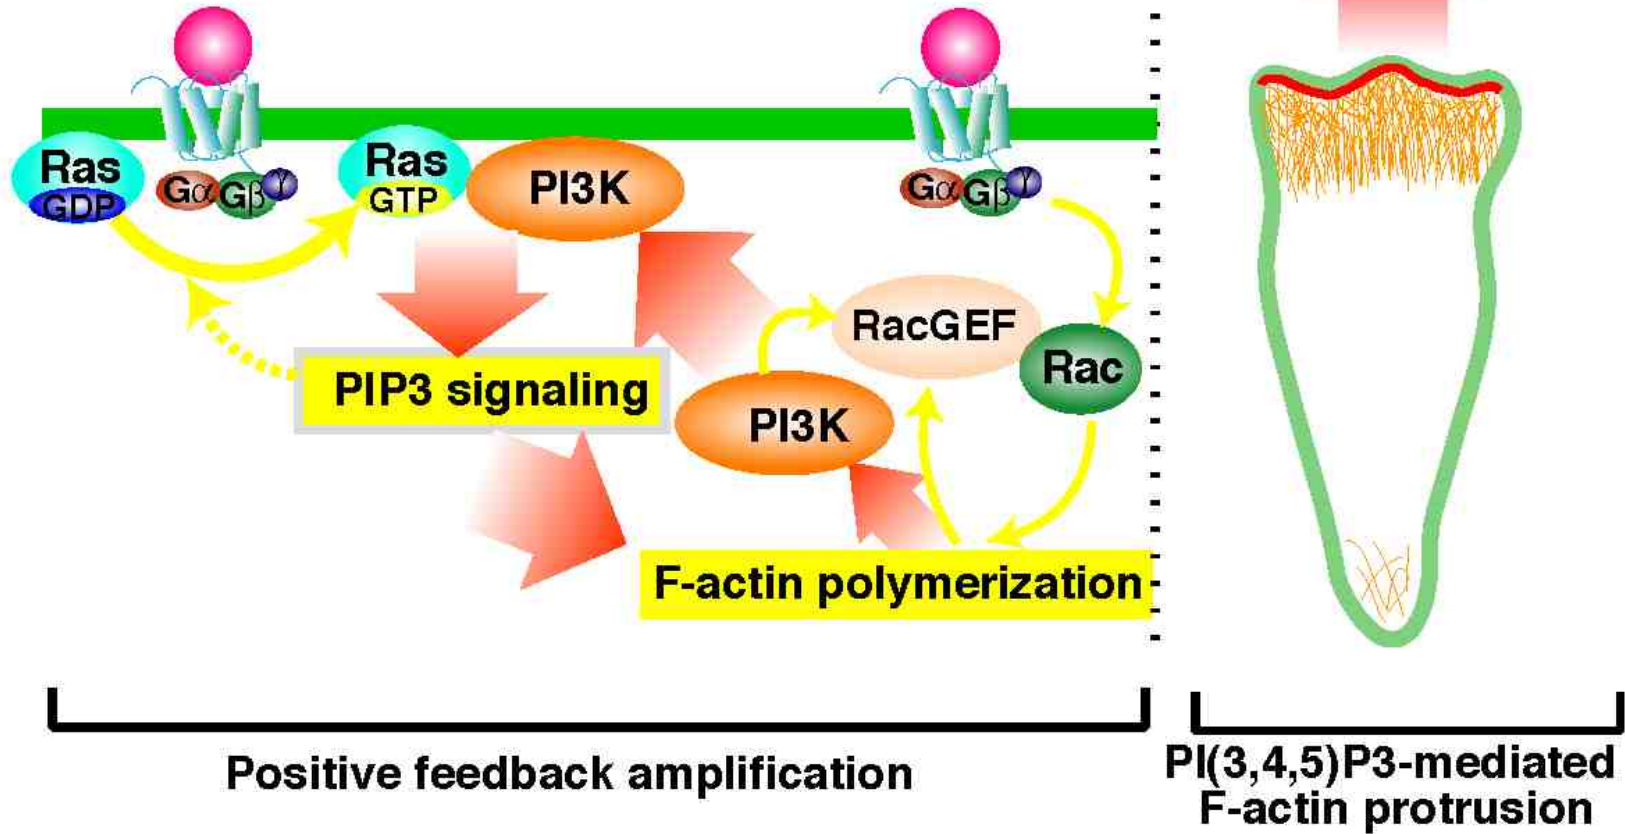 Ras
GDP
Gα Gβ γ
Ras
GTP
PI3K
Gα Gβ γ
RacGEF
Rac
PIP3 signaling
PI3K
F-actin polymerization
Positive feedback amplification
PI(3,4,5)P3-mediated
F-actin protrusion